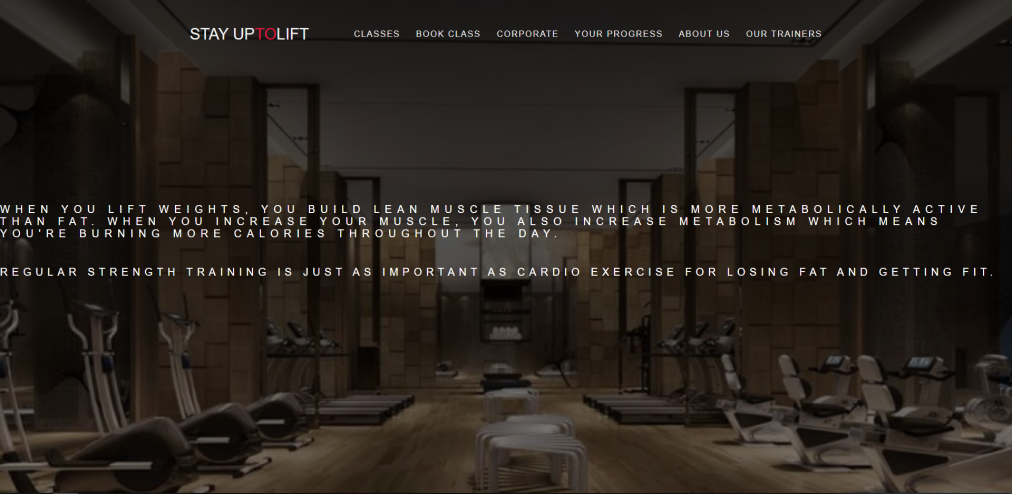 STAY UPTOLIFT
CLASSES BOOK CLASS CORPORATE YOUR PROGRESS ABOUT US OUR TRAINERS
WHEN YOU LIFT WEIGHTS, YOU BUILD LEAN MUSCLE TISSUE WHICH IS MORE METABOLICALLY ACTIVE
THAN FAT. WHEN YOU INCREASE YOUR MUSCLE, YOU ALSO INCREASE METABOLISM WHICH MEANS
YOU'RE BURNING MORE CALORIES THROUGHOUT THE DAY.
REGULAR STRENGTH TRAINING IS JUST AS IMPORTANT AS CARDIO EXERCISE FOR LOSING FAT AND GETTING FIT.